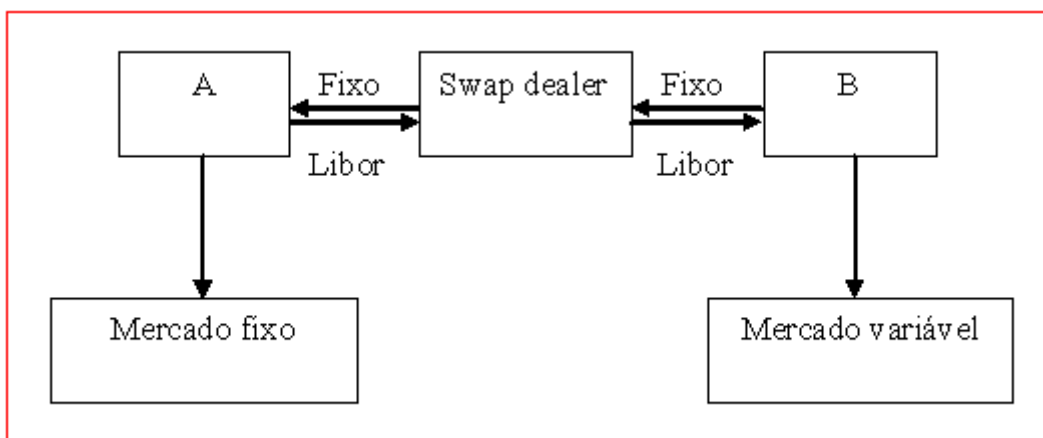 A
Fixo
Swap dealer
Fixo
B
Libor
Libor
Mercado fixo
Mercado variável